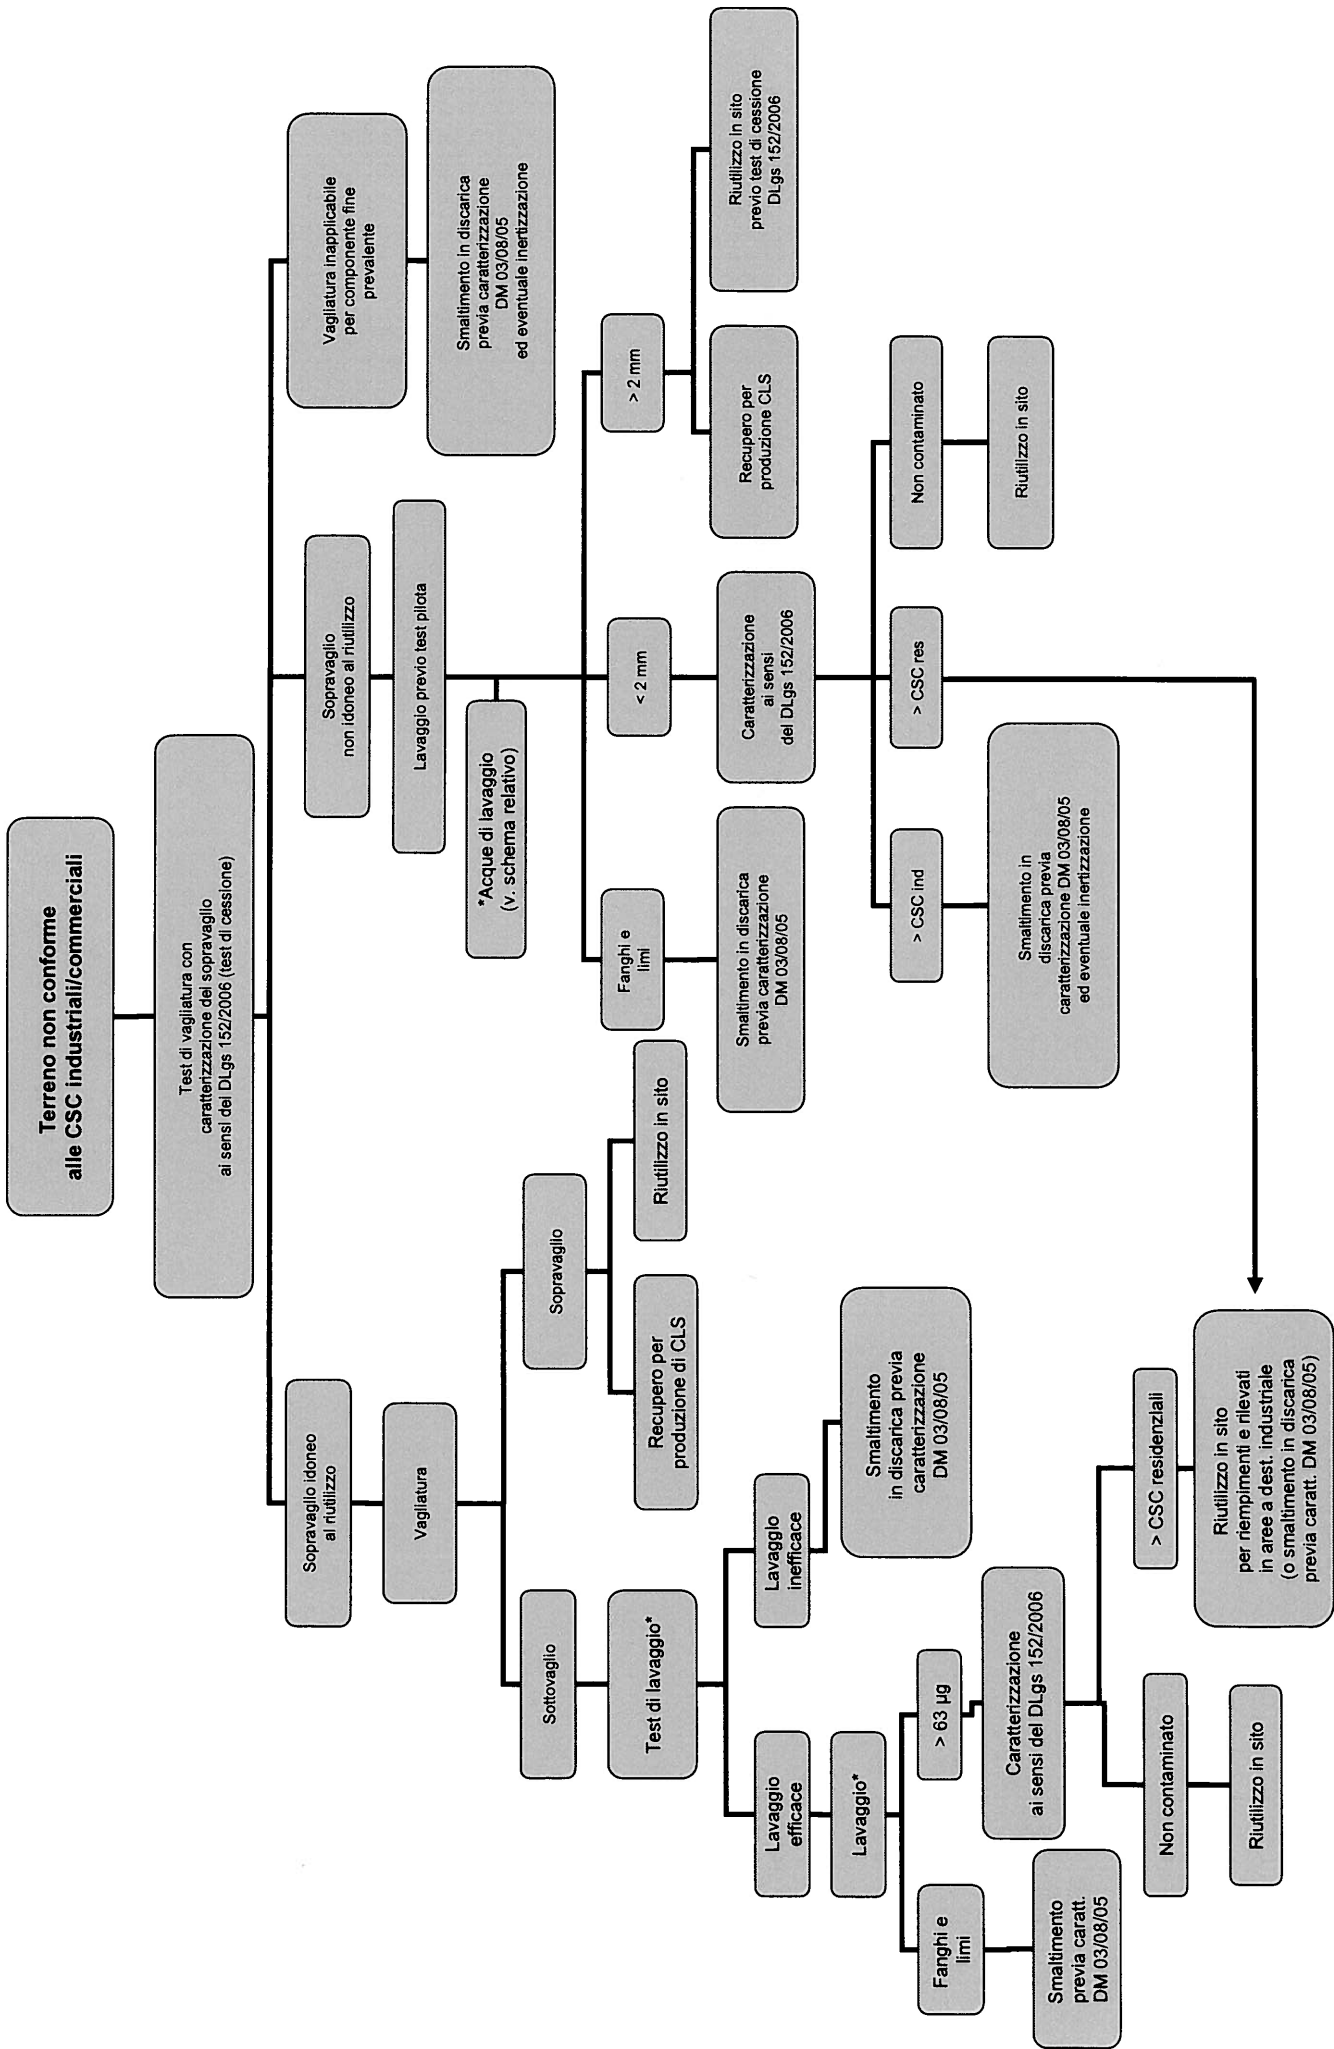 Terreno non conforme
alle CSC industriali/commerciali
Test di vagliatura con
caratterizzazione del sopravaglio
ai sensi del DLgs 152/2006 (test di cessione)
Sopravaglio idoneo
al riutilizzo
Vagliatura
Sottovaglio
Test di lavaggio*
Lavaggio
efficace
Lavaggio*
Fanghi e
limi
Smaltimento
previa caratt.
DM 03/08/05
> 63 µg
Caratterizzazione
ai sensi del DLgs 152/2006
Non contaminato
Riutilizzo in sito
> CSC residenziali
Riutilizzo in sito
per riempimenti e rilevati
in aree a dest. industriale
(o smaltimento in discarica
previa caratt. DM 03/08/05)
Lavaggio
inefficace
Smaltimento
in discarica previa
caratterizzazione
DM 03/08/05
Sopravaglio
Recupero per
produzione di CLS
Riutilizzo in sito
Sopravaglio
non idoneo al riutilizzo
Lavaggio previo test pilota
*Acque di lavaggio
(v. schema relativo)
Fanghi e
limi
Smaltimento in discarica
previa caratterizzazione
DM 03/08/05
< 2 mm
Caratterizzazione
ai sensi
del DLgs 152/2006
> CSC ind
Smaltimento in
discarica previa
caratterizzazione DM 03/08/05
ed eventuale inertizzazione
> CSC res
Non contaminato
Riutilizzo in sito
> 2 mm
Recupero per
produzione CLS
Riutilizzo in sito
previo test di cessione
DLgs 152/2006
Vagliatura inapplicabile
per componente fine
prevalente
Smaltimento in discarica
previa caratterizzazione
DM 03/08/05
ed eventuale inertizzazione